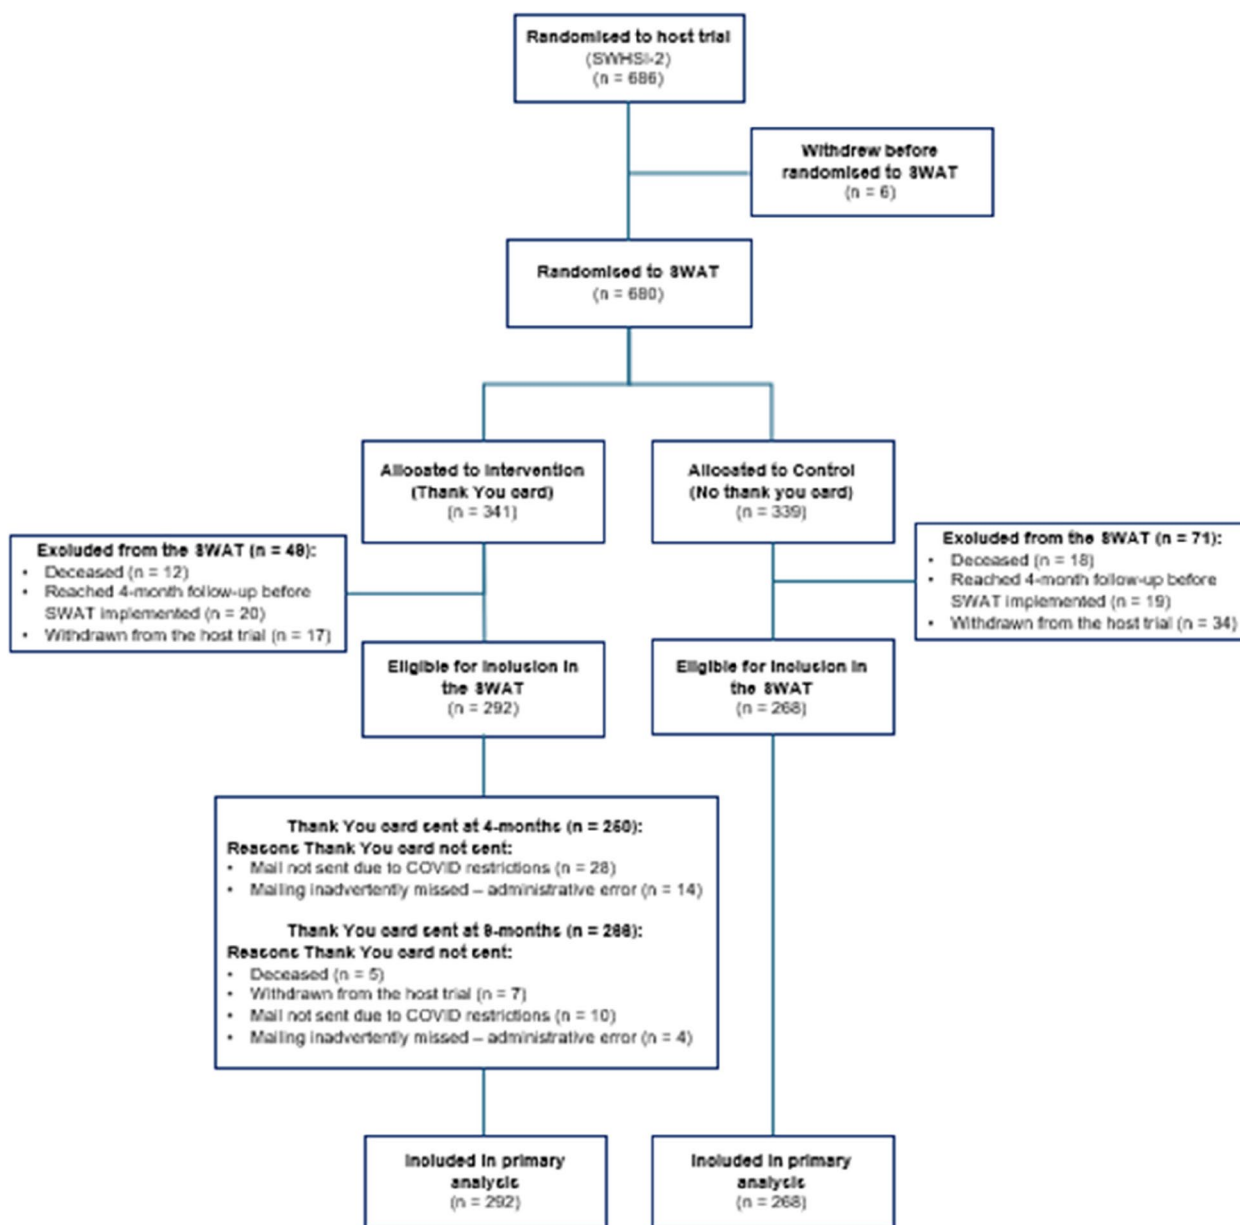 Randomised to host trial
(SWHSI-2)
(n = 686)
Withdrew before
randomised to SWAT
(n = 6)
Randomised to SWAT
(n = 680)
Allocated to Intervention
(Thank You card)
(n = 341)
Allocated to Control
(No thank you card)
(n = 339)
Excluded from the SWAT (n = 49):
• Deceased (n = 12)
• Reached 4-month follow-up before
SWAT implemented (n = 20)
• Withdrawn from the host trial (n = 17)
Excluded from the SWAT (n = 71):
• Deceased (n = 18)
• Reached 4-month follow-up before
SWAT implemented (n = 19)
• Withdrawn from the host trial (n = 34)
Eligible for inclusion in
the SWAT
(n = 292)
Eligible for inclusion in
the SWAT
(n = 268)
Thank You card sent at 4-months (n = 250):
Reasons Thank You card not sent:
• Mail not sent due to COVID restrictions (n = 28)
• Mailing inadvertently missed – administrative error (n = 14)
Thank You card sent at 8-months (n = 266):
Reasons Thank You card not sent:
• Deceased (n = 5)
• Withdrawn from the host trial (n = 7)
• Mail not sent due to COVID restrictions (n = 10)
• Mailing inadvertently missed – administrative error (n = 4)
Included in primary
analysis
(n = 292)
Included in primary
analysis
(n = 268)